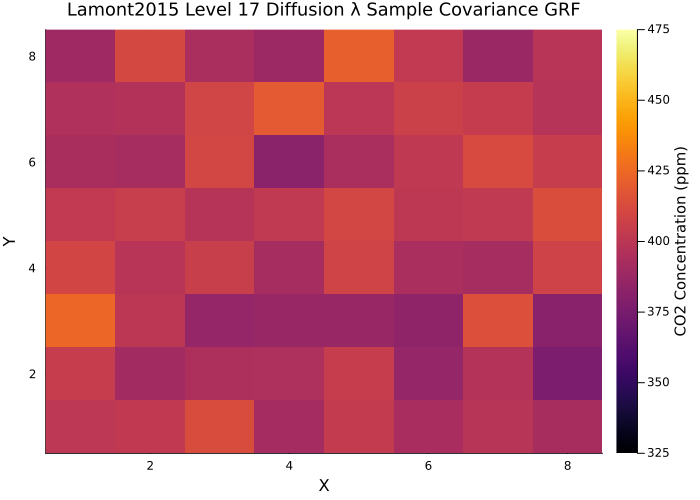 Lamont2015 Level 17 Diffusion λ Sample Covariance GRF
8
6
4
2
Y
2 4 6 8
X
475
450
425
400
375
350
325
CO2 Concentration (ppm)